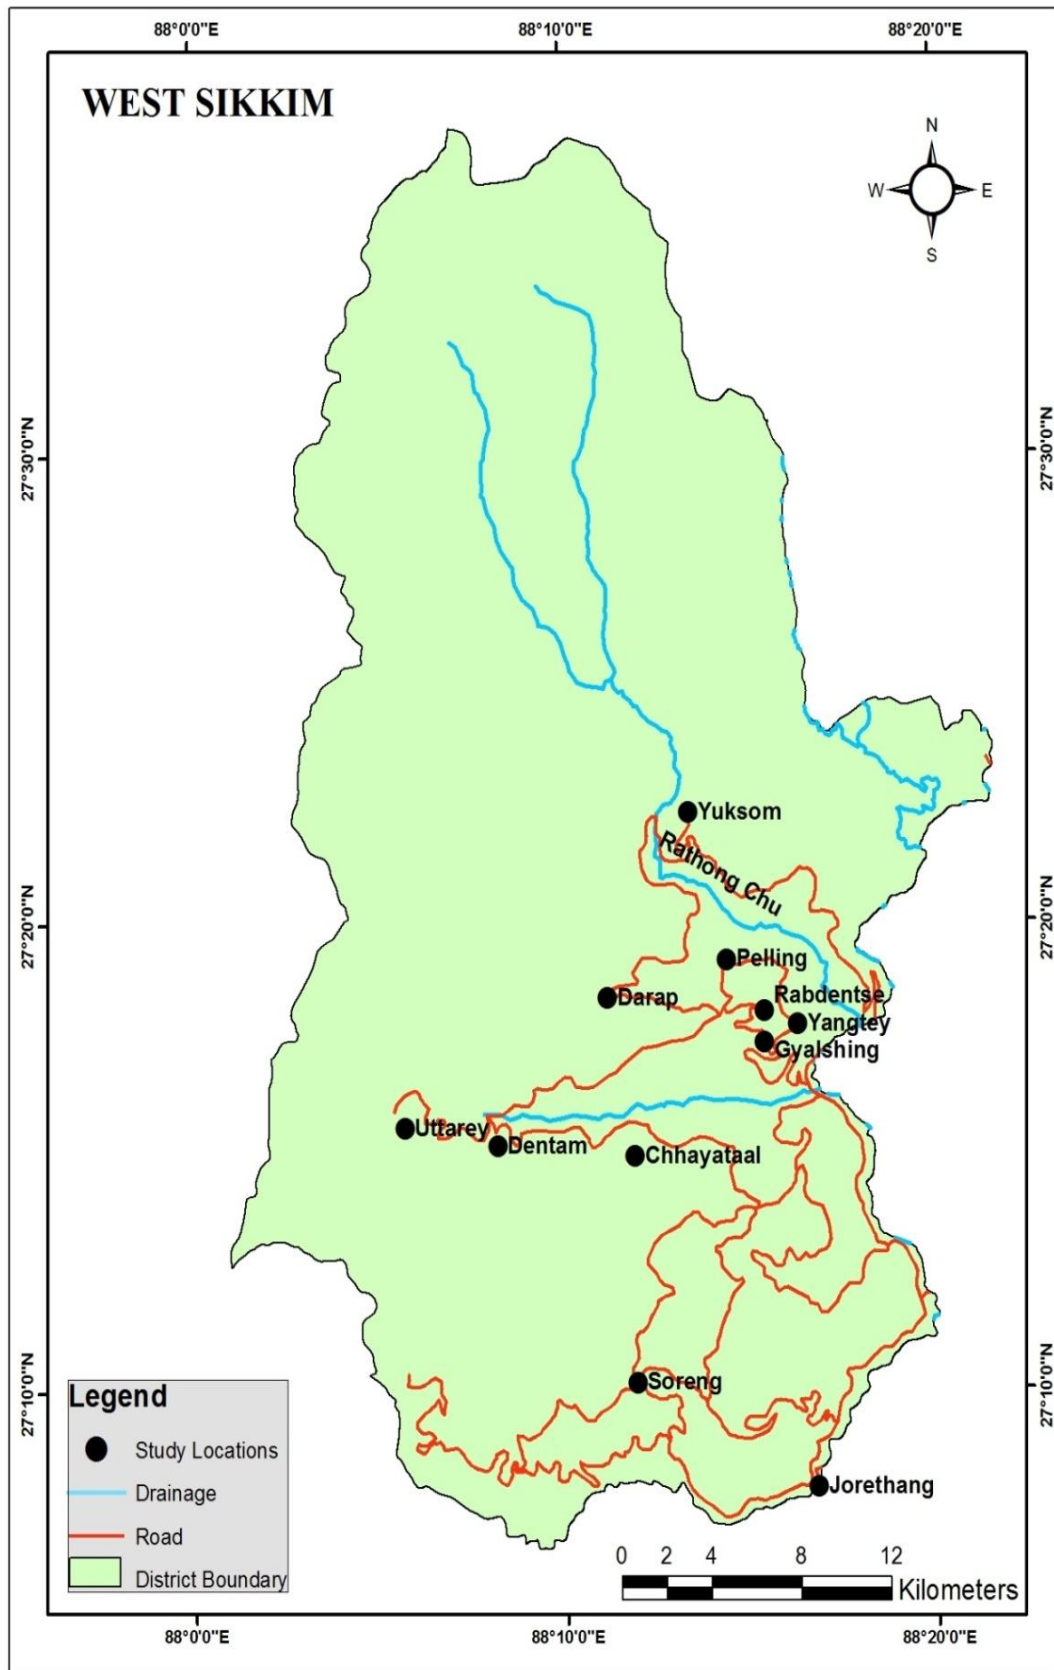 88°0'0"E 88°10'0"E 88°20'0"E
WEST SIKKIM
N
W E
S
27°30'0"N 27°30'0"N
Yuksom
Rathong Chu
27°20'0"N 27°20'0"N
Pelling
Darap
Rabdentse
Yangtey
Gyalshing
Uttarey
Dentam
Chhayataal
27°10'0"N 27°10'0"N
Soreng
Jorethang
Legend
Study Locations
Drainage
Road
District Boundary
0 2 4 8 12
Kilometers
88°0'0"E 88°10'0"E 88°20'0"E